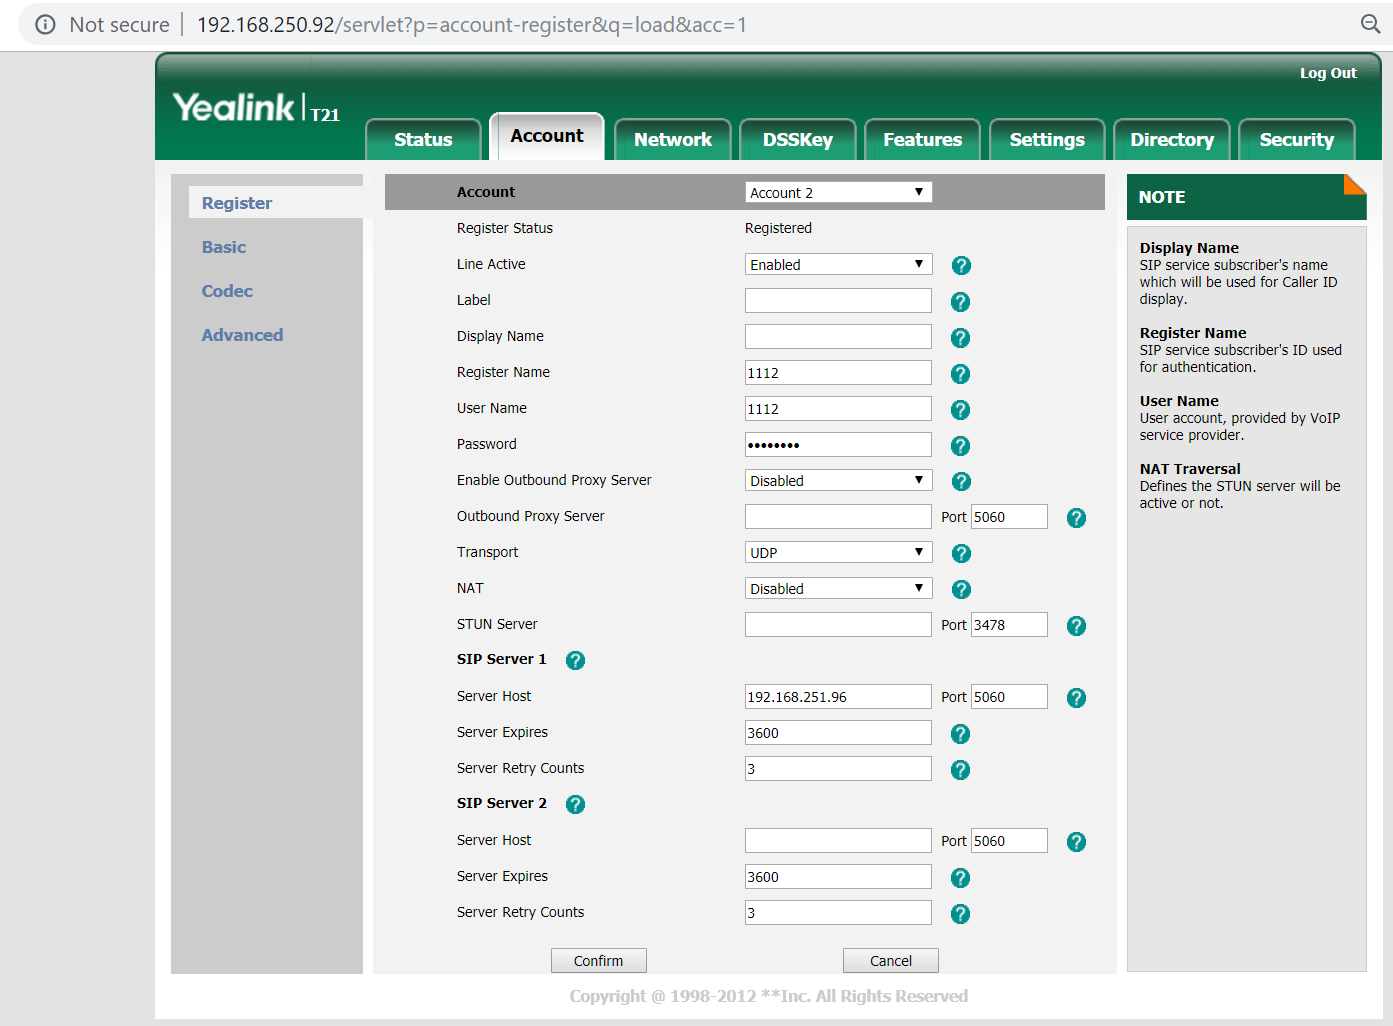 Not secure | 192.168.250.92/servlet?p=account-register&q=load&acc=1
Log Out
Yealink | T21
Status Account Network DSSKey Features Settings Directory Security
Register
Basic
Codec
Advanced
Account Account 2
Register Status Registered
Line Active Enabled ?
Label ?
Display Name ?
Register Name 1112 ?
User Name 1112 ?
Password •••••••• ?
Enable Outbound Proxy Server Disabled ?
Outbound Proxy Server Port 5060 ?
Transport UDP ?
NAT Disabled ?
STUN Server Port 3478 ?
SIP Server 1 ?
Server Host 192.168.251.96 Port 5060 ?
Server Expires 3600 ?
Server Retry Counts 3 ?
SIP Server 2 ?
Server Host Port 5060 ?
Server Expires 3600 ?
Server Retry Counts 3 ?
Confirm Cancel
NOTE
Display Name
SIP service subscriber's name
which will be used for Caller ID
display.
Register Name
SIP service subscriber's ID used
for authentication.
User Name
User account, provided by VoIP
service provider.
NAT Traversal
Defines the STUN server will be
active or not.
Copyright @ 1998-2012 **Inc. All Rights Reserved